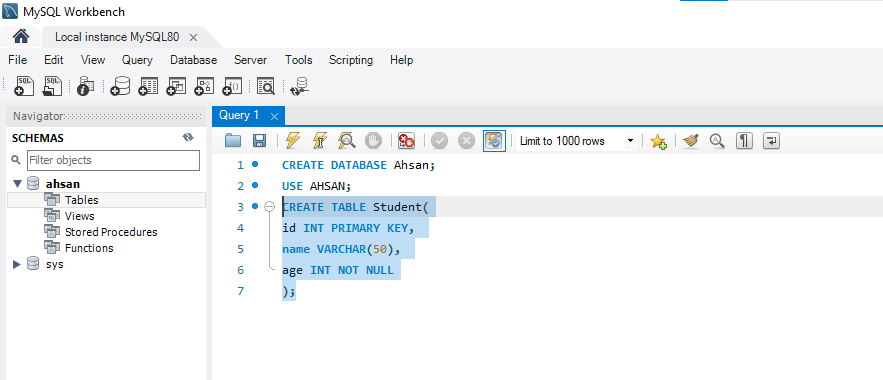 MySQL Workbench
Local instance MySQL80 ×
File Edit View Query Database Server Tools Scripting Help
Navigator
SCHEMAS
Filter objects
ahsan
Tables
Views
Stored Procedures
Functions
sys
Query 1 ×
Limit to 1000 rows
1 CREATE DATABASE Ahsan;
2 USE AHSAN;
3 CREATE TABLE Student(
4 id INT PRIMARY KEY,
5 name VARCHAR(50),
6 age INT NOT NULL
7 );